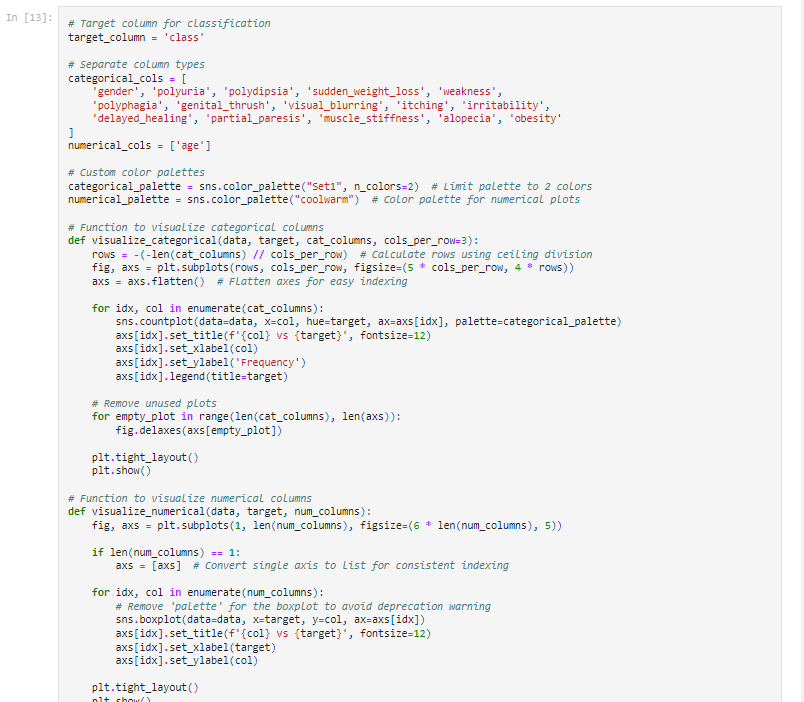 In [13]:
# Target column for classification
target_column = 'class'
# Separate column types
categorical_cols = [
    'gender', 'polyuria', 'polydipsia', 'sudden_weight_loss', 'weakness',
    'polyphagia', 'genital_thrush', 'visual_blurring', 'itching', 'irritability',
    'delayed_healing', 'partial_paresis', 'muscle_stiffness', 'alopecia', 'obesity'
]
numerical_cols = ['age']
# Custom color palettes
categorical_palette = sns.color_palette("Set1", n_colors=2)  # Limit palette to 2 colors
numerical_palette = sns.color_palette("coolwarm")  # Color palette for numerical plots
# Function to visualize categorical columns
def visualize_categorical(data, target, cat_columns, cols_per_row=3):
    rows = -(-len(cat_columns) // cols_per_row)  # Calculate rows using ceiling division
    fig, axs = plt.subplots(rows, cols_per_row, figsize=(5 * cols_per_row, 4 * rows))
    axs = axs.flatten()  # Flatten axes for easy indexing
    for idx, col in enumerate(cat_columns):
        sns.countplot(data=data, x=col, hue=target, ax=axs[idx], palette=categorical_palette)
        axs[idx].set_title(f'{col} vs {target}', fontsize=12)
        axs[idx].set_xlabel(col)
        axs[idx].set_ylabel('Frequency')
        axs[idx].legend(title=target)
    # Remove unused plots
    for empty_plot in range(len(cat_columns), len(axs)):
        fig.delaxes(axs[empty_plot])
    plt.tight_layout()
    plt.show()
# Function to visualize numerical columns
def visualize_numerical(data, target, num_columns):
    fig, axs = plt.subplots(1, len(num_columns), figsize=(6 * len(num_columns), 5))
    if len(num_columns) == 1:
        axs = [axs]  # Convert single axis to list for consistent indexing
    for idx, col in enumerate(num_columns):
        # Remove 'palette' for the boxplot to avoid deprecation warning
        sns.boxplot(data=data, x=target, y=col, ax=axs[idx])
        axs[idx].set_title(f'{col} vs {target}', fontsize=12)
        axs[idx].set_xlabel(target)
        axs[idx].set_ylabel(col)
    plt.tight_layout()
    plt.show()